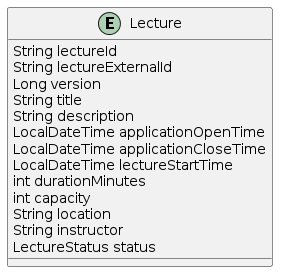 E Lecture
String lectureId
String lectureExternalId
Long version
String title
String description
LocalDateTime applicationOpenTime
LocalDateTime applicationCloseTime
LocalDateTime lectureStartTime
int durationMinutes
int capacity
String location
String instructor
LectureStatus status